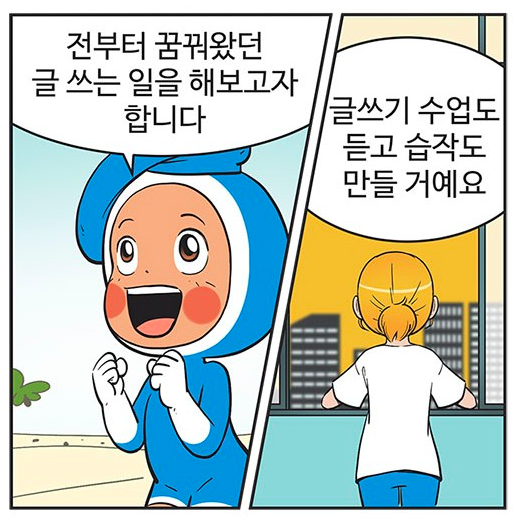 전부터 꿈꿔왔던
글 쓰는 일을 해보고자
합니다
글쓰기 수업도
듣고 습작도
만들 거예요